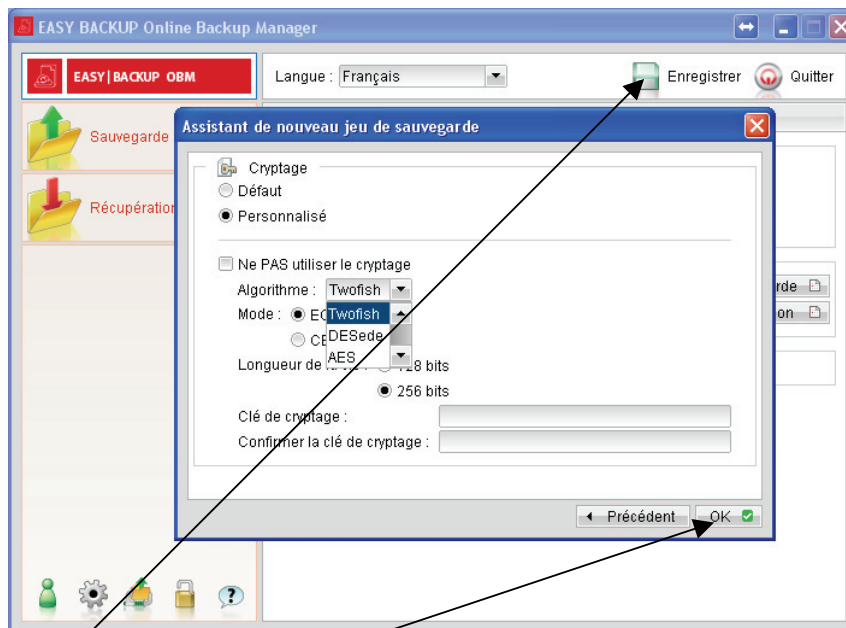 EASY BACKUP Online Backup Manager
EASY|BACKUP OBM
Langue : Français
Enregistrer
Quitter
Sauvegarde
Récupération
Assistant de nouveau jeu de sauvegarde
Cryptage
Défaut
Personnalisé
Ne PAS utiliser le cryptage
Algorithme : Twofish
Mode :
Twofish
DESede
AES
Longueur de
128 bits
256 bits
Clé de cryptage :
Confirmer la clé de cryptage :
Précédent
OK